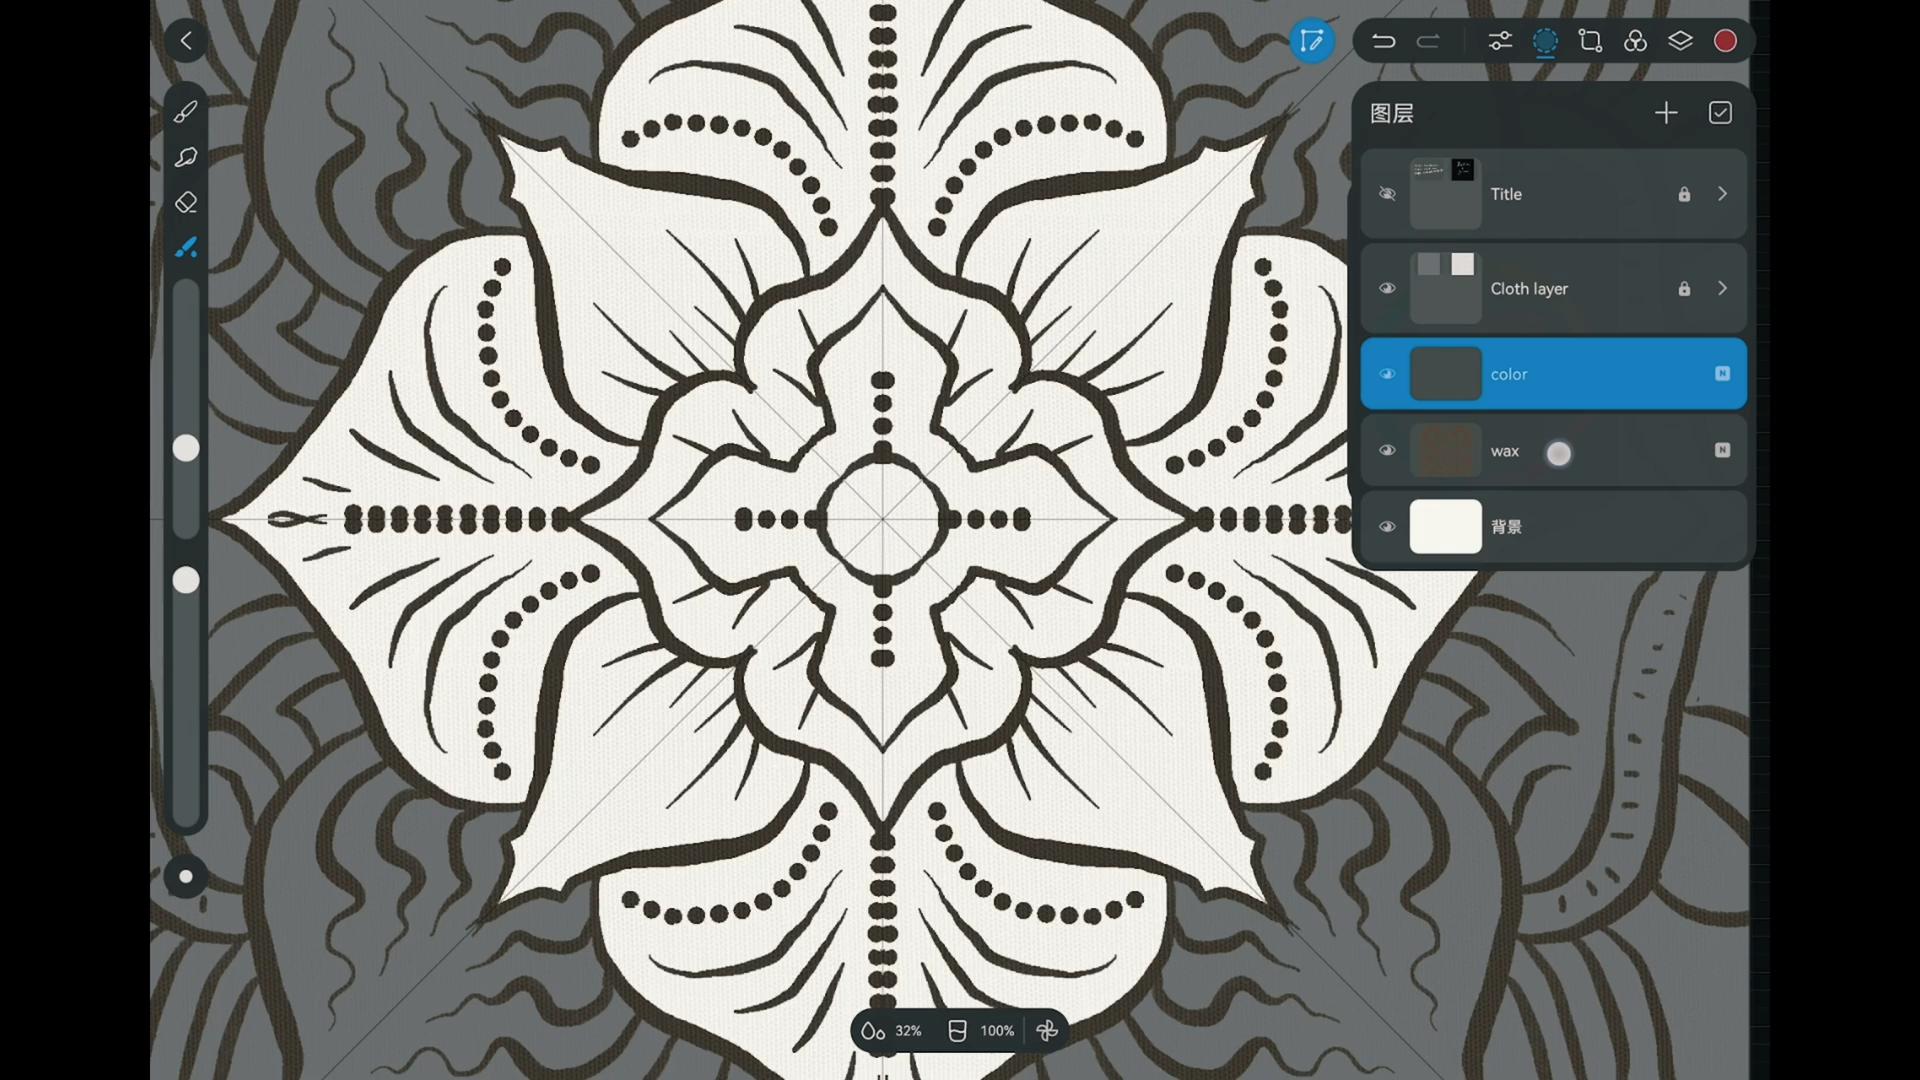 图层
Title
Cloth layer
color
N
wax
N
背景
32%
100%